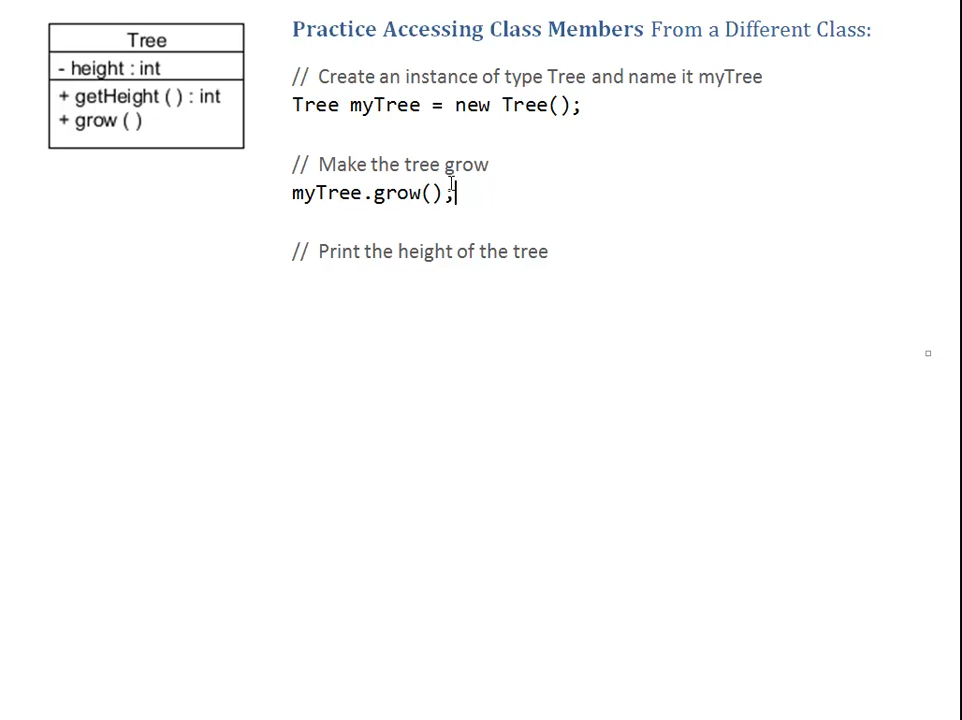 Tree
- height : int
+ getHeight ( ) : int
+ grow ( )
Practice Accessing Class Members From a Different Class:
// Create an instance of type Tree and name it myTree
Tree myTree = new Tree();
// Make the tree grow
myTree.grow();
// Print the height of the tree